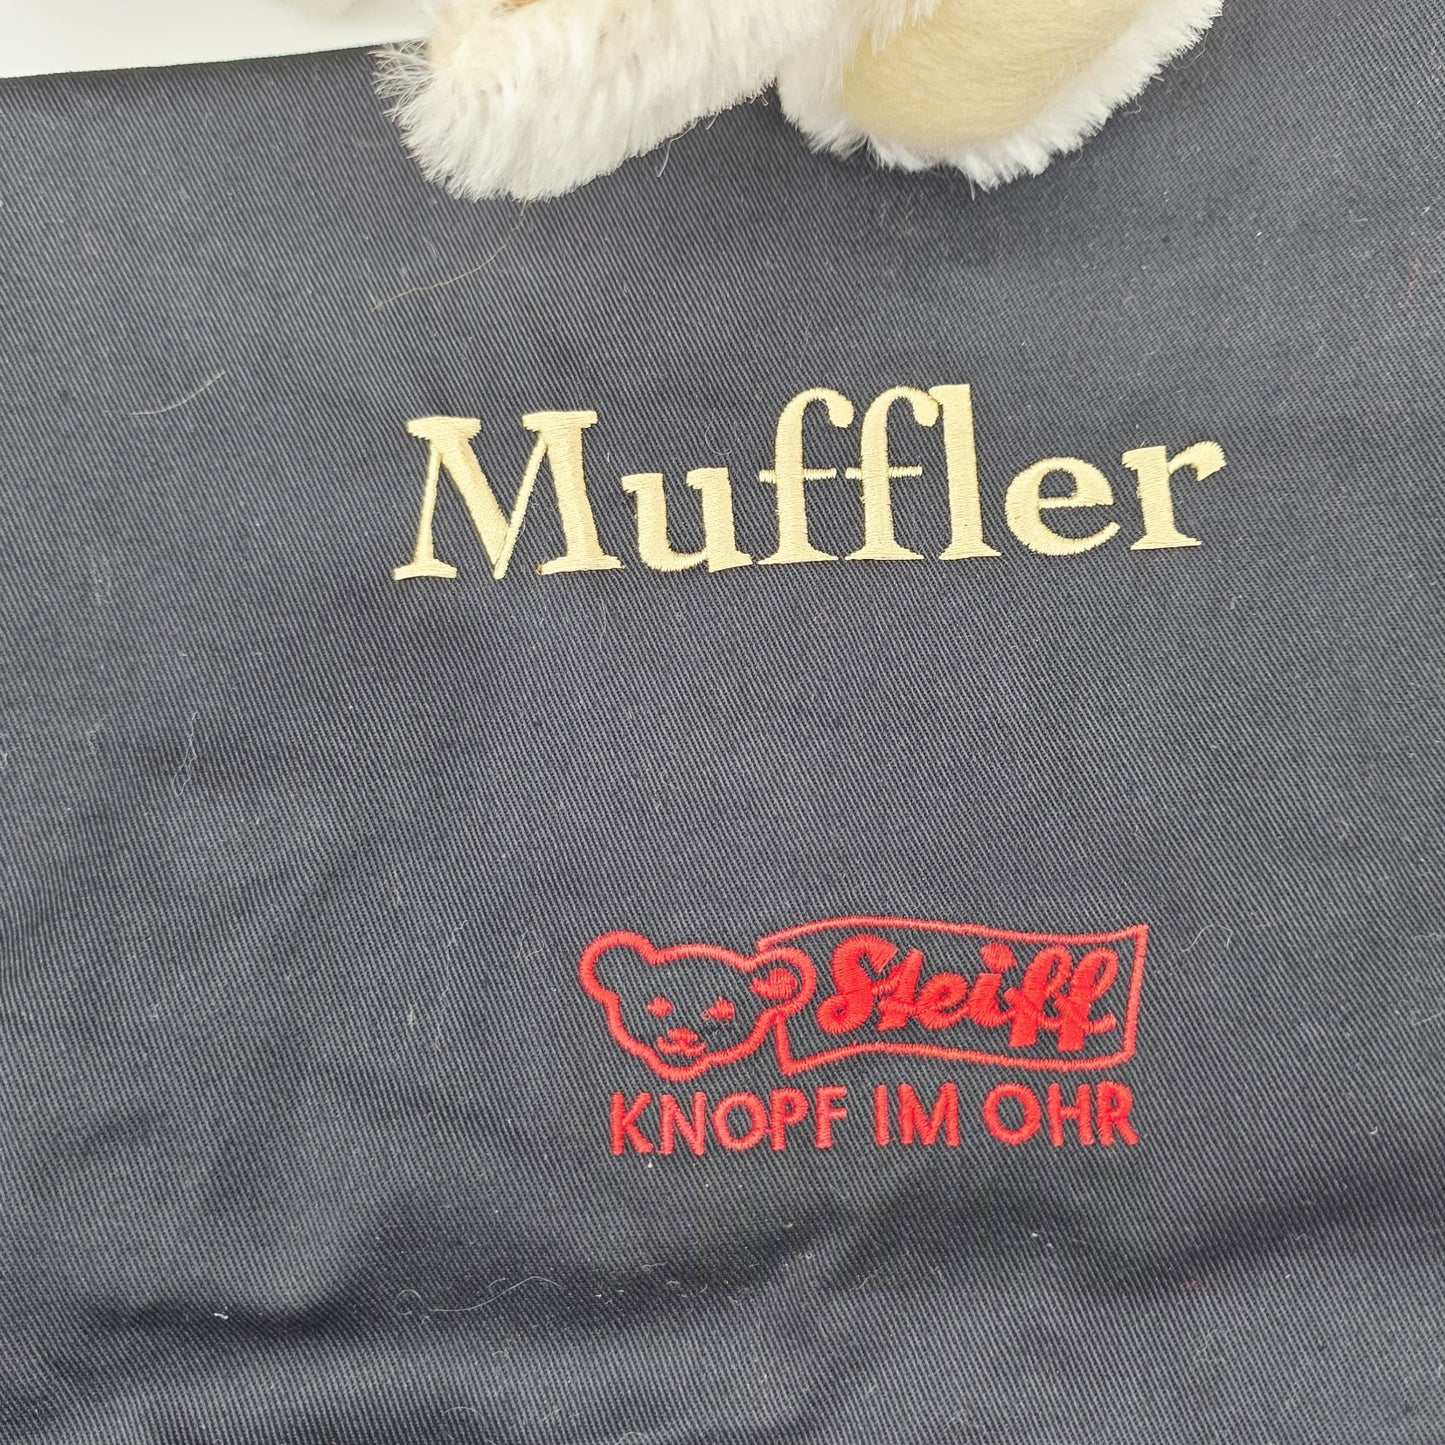 Muffler
Steiff
KNOPF IM OHR